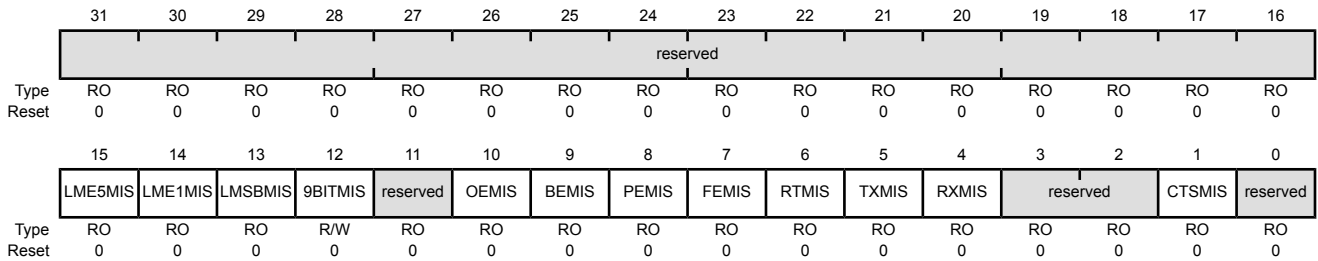 31 30 29 28 27 26 25 24 23 22 21 20 19 18 17 16
reserved
Type RO RO RO RO RO RO RO RO RO RO RO RO RO RO RO RO
Reset 0 0 0 0 0 0 0 0 0 0 0 0 0 0 0 0
15 14 13 12 11 10 9 8 7 6 5 4 3 2 1 0
LME5MIS LME1MIS LMSBMIS 9BITMIS reserved OEMIS BEMIS PEMIS FEMIS RTMIS TXMIS RXMIS reserved CTSMIS reserved
Type RO RO RO R/W RO RO RO RO RO RO RO RO RO RO RO RO
Reset 0 0 0 0 0 0 0 0 0 0 0 0 0 0 0 0